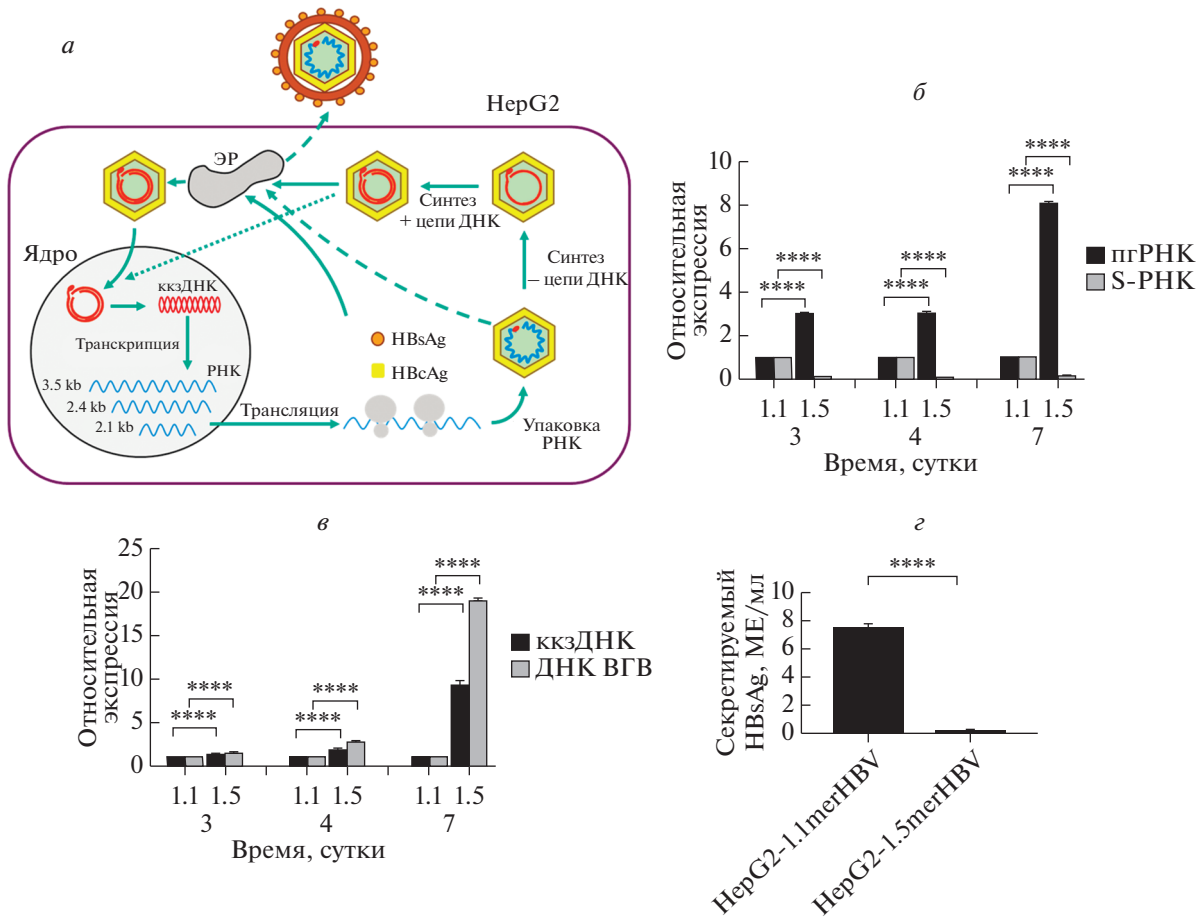 а
HepG2
ЭР
Синтез
+ цепи ДНК
Синтез
– цепи ДНК
Ядро
ккзДНК
Транскрипция
РНК
3.5 kb
2.4 kb
2.1 kb
HBsAg
HBcAg
Трансляция
Упаковка
РНК
б
Относительная
экспрессия
10
8
6
4
2
0
**** 
****
****
****
****
****
пгРНК
S-РНК
1.1 1.5 1.1 1.5 1.1 1.5
3 4 7
Время, сутки
в
Относительная
экспрессия
25
20
15
10
5
0
****
****
****
****
****
****
ккзДНК
ДНК ВГВ
1.1 1.5 1.1 1.5 1.1 1.5
3 4 7
Время, сутки
г
Секретируемый
HBsAg, МЕ/мл
8
6
4
2
0
****
HepG2-1.1merHBV
HepG2-1.5merHBV